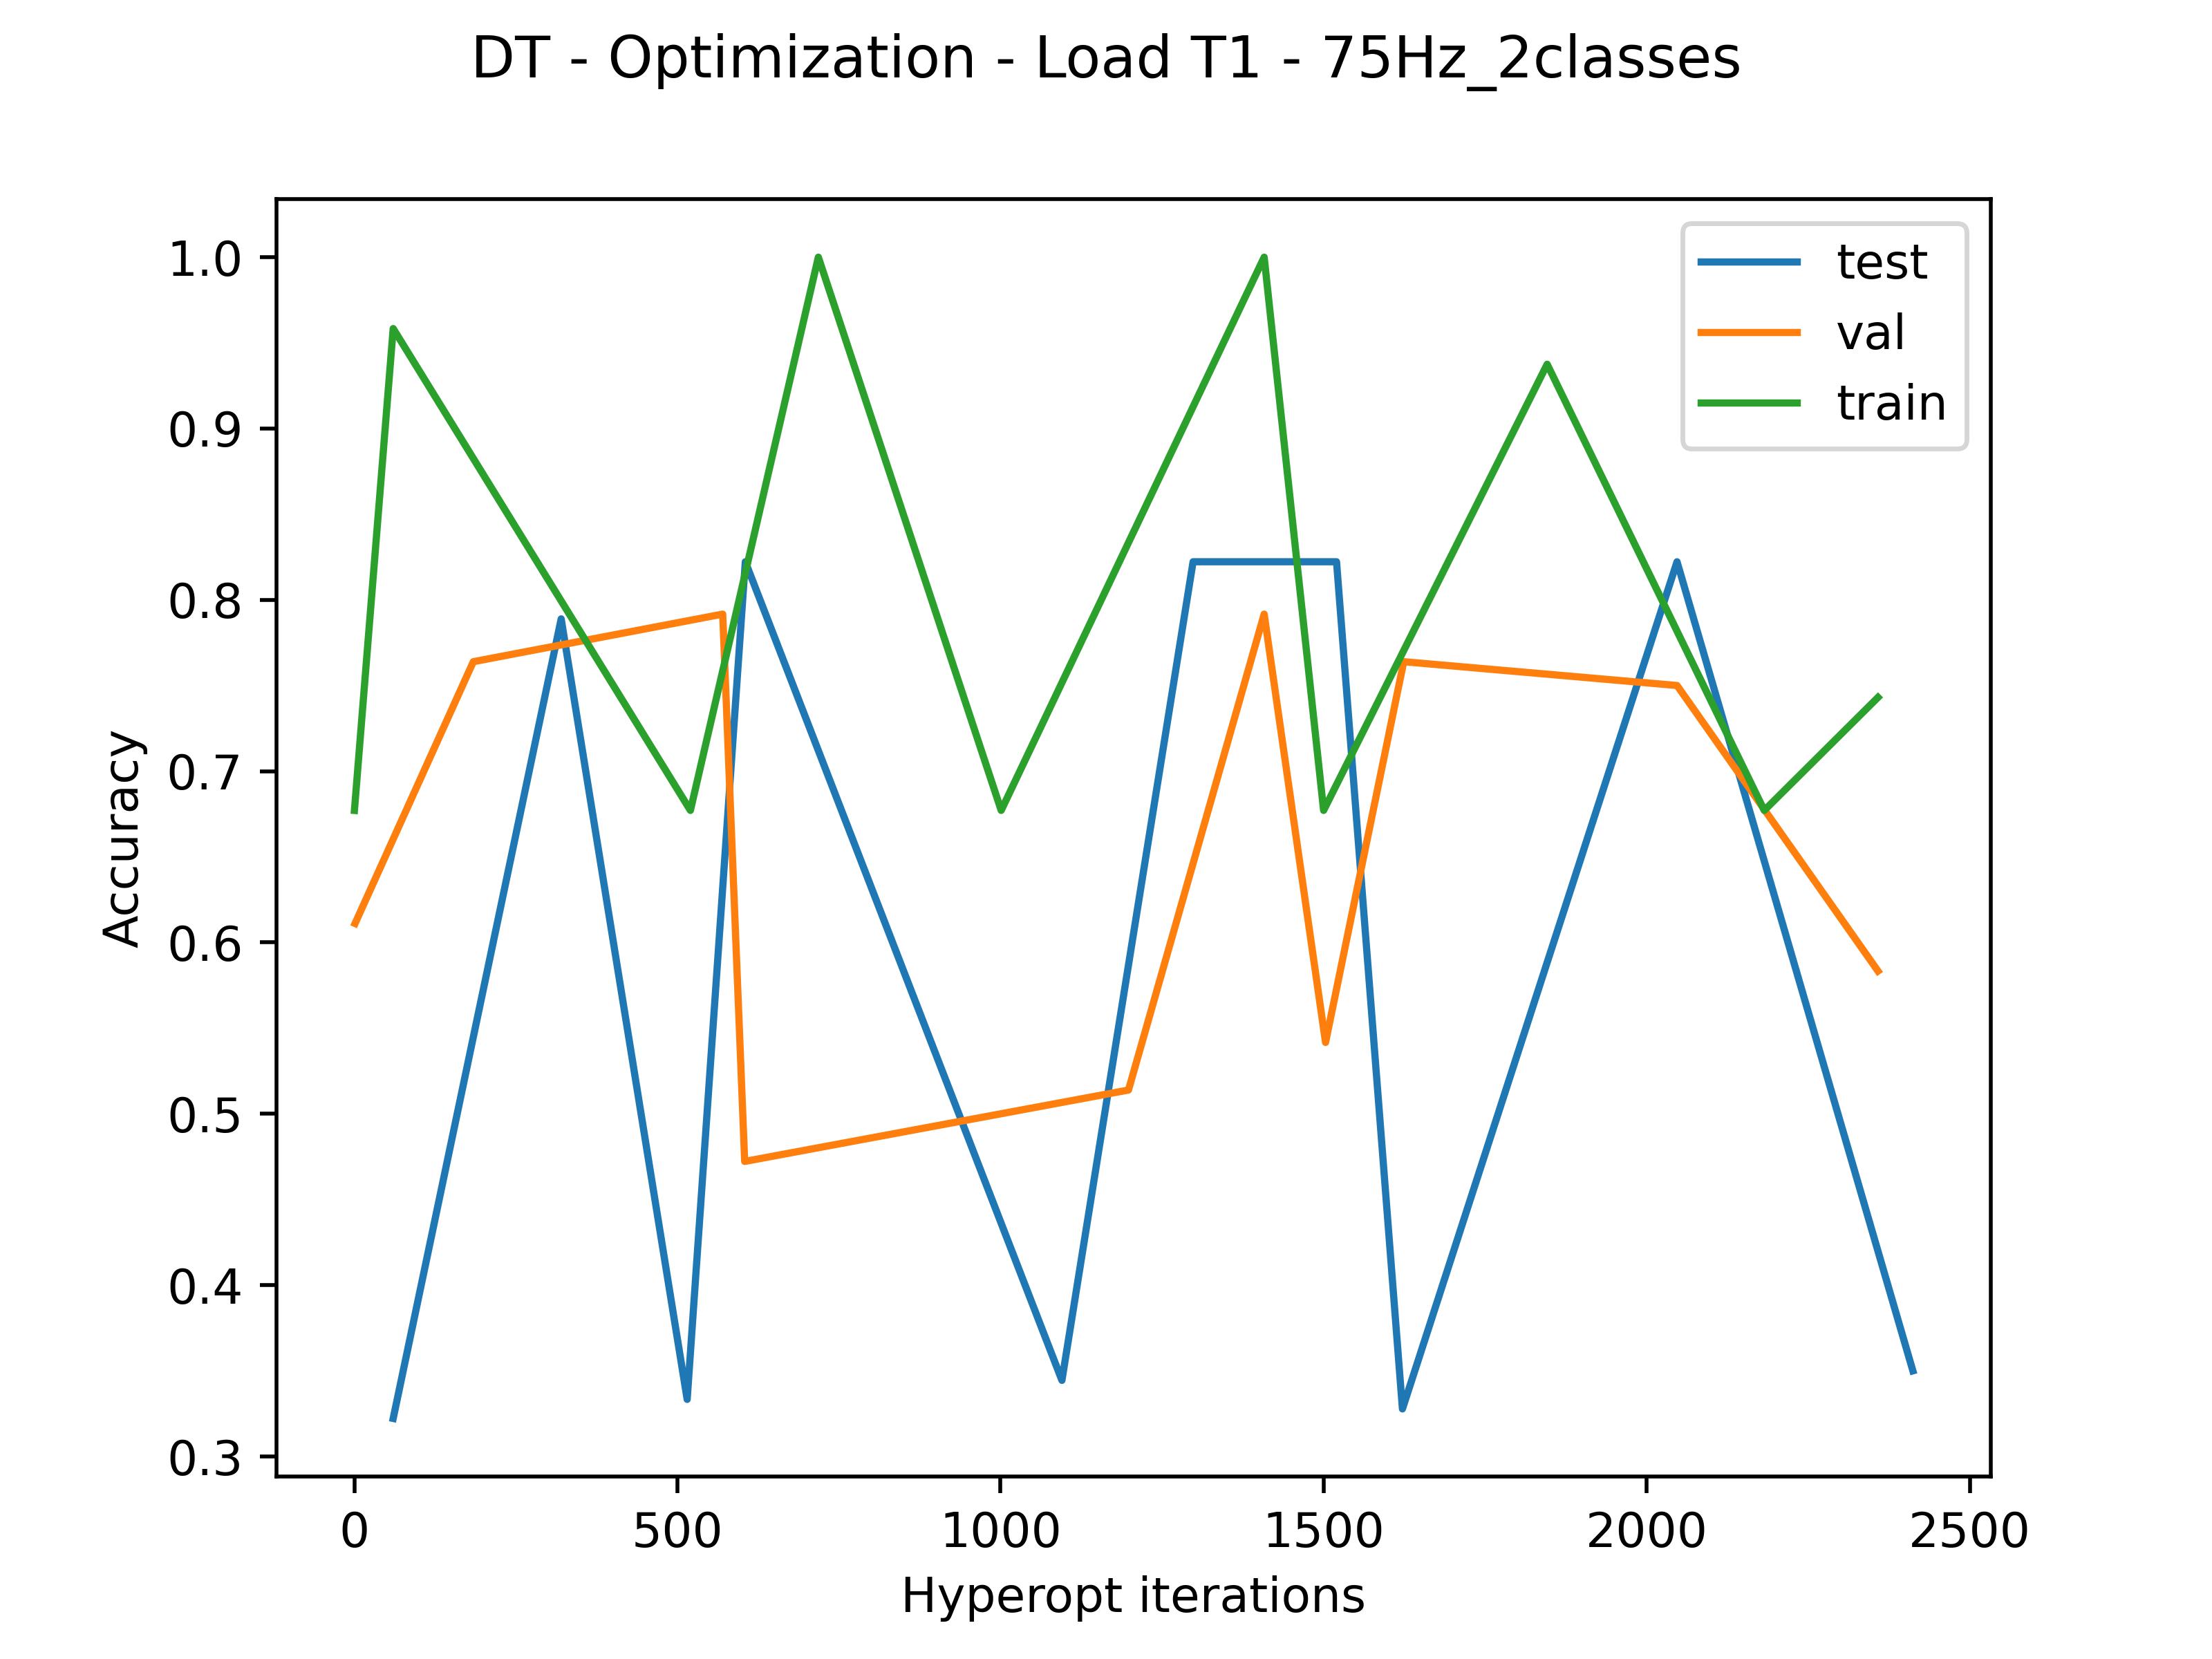 DT - Optimization - Load T1 - 75Hz_2classes
test
val
train
1.0
0.9
0.8
0.7
0.6
0.5
0.4
0.3
Accuracy
0 500 1000 1500 2000 2500
Hyperopt iterations